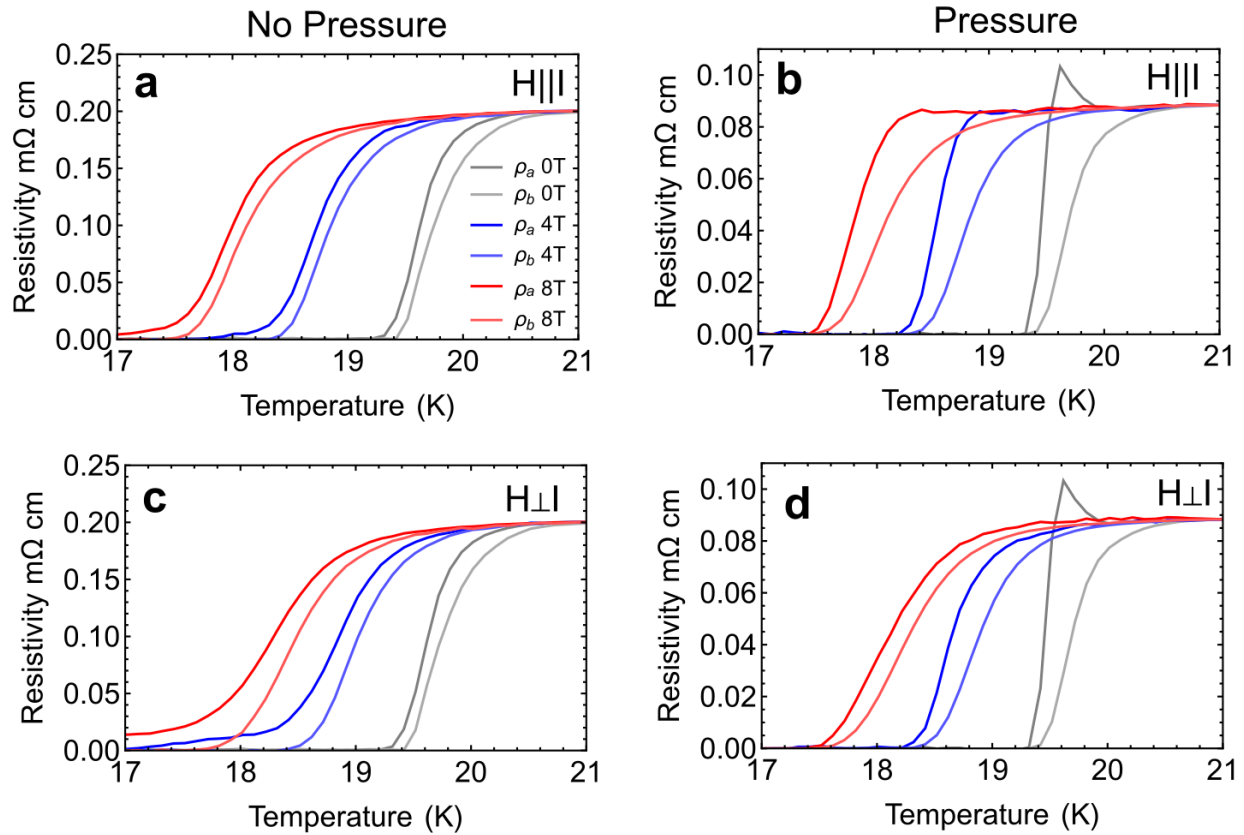 No Pressure
Pressure
a
H||I
0.25
0.20
0.15
0.10
0.05
0.00
Resistivity mΩ cm
ρa 0T
ρb 0T
ρa 4T
ρb 4T
ρa 8T
ρb 8T
17 18 19 20 21
Temperature (K)
b
H||I
0.10
0.08
0.06
0.04
0.02
0.00
Resistivity mΩ cm
17 18 19 20 21
Temperature (K)
c
H⊥I
0.25
0.20
0.15
0.10
0.05
0.00
Resistivity mΩ cm
17 18 19 20 21
Temperature (K)
d
H⊥I
0.10
0.08
0.06
0.04
0.02
0.00
Resistivity mΩ cm
17 18 19 20 21
Temperature (K)